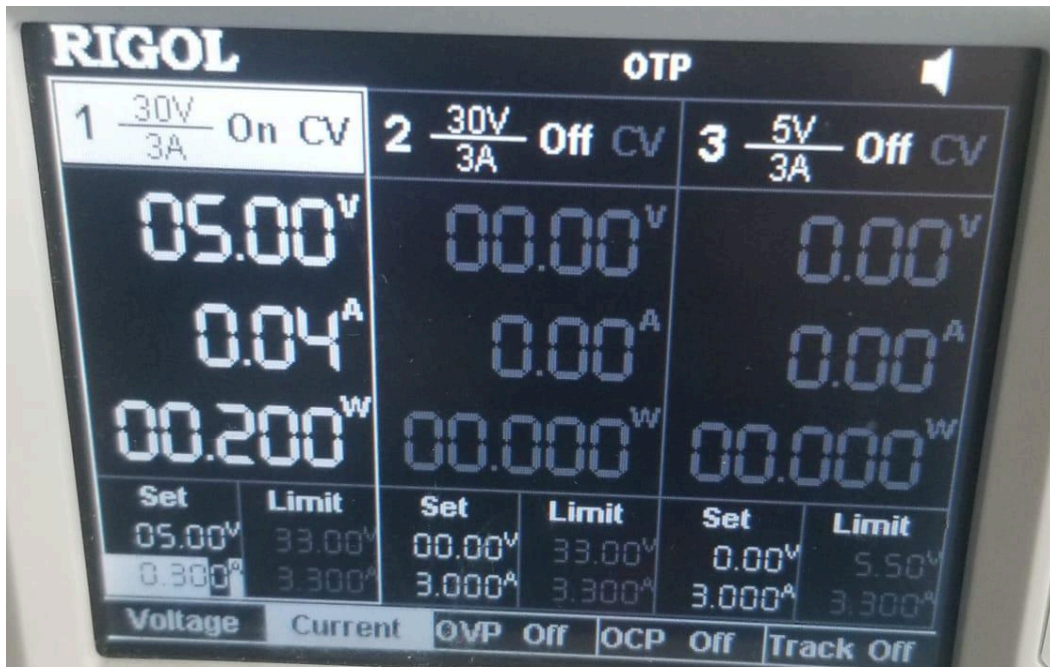 RIGOL OTP
1 30V/3A On CV 2 30V/3A Off CV 3 5V/3A Off CV
05.00V 00.00V 0.00V
0.04A 0.00A 0.00A
00.200W 00.000W 00.000W
Set Limit Set Limit Set Limit
05.00V 33.00V 00.00V 33.00V 0.00V 5.50V
0.300A 3.300A 3.000A 3.300A 3.000A 3.300A
Voltage Current OVP Off OCP Off Track Off